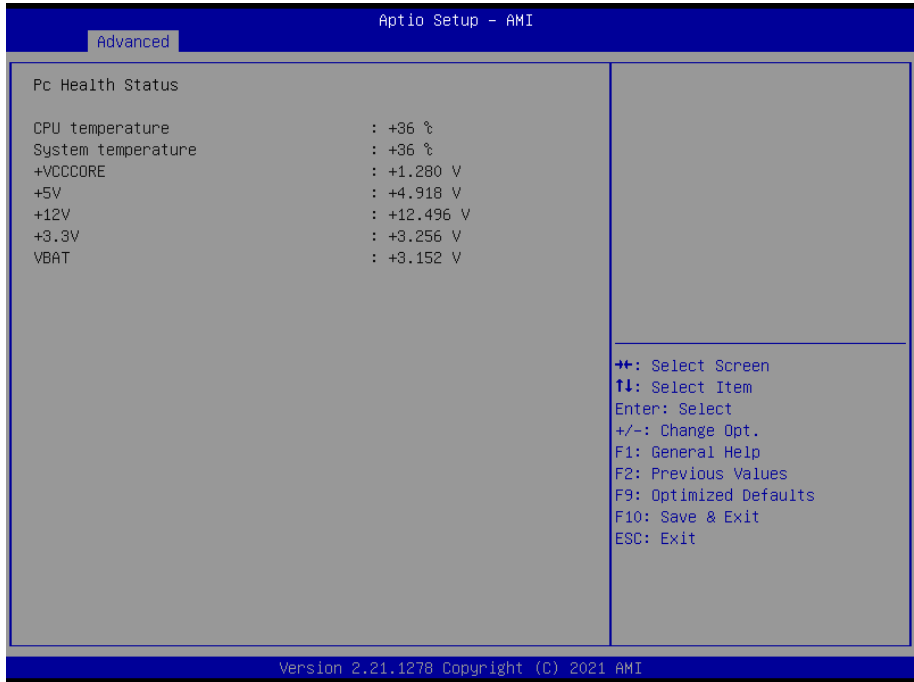 Aptio Setup – AMI
Advanced
Pc Health Status
CPU temperature : +36 ℃
System temperature : +36 ℃
+VCCCORE : +1.280 V
+5V : +4.918 V
+12V : +12.496 V
+3.3V : +3.256 V
VBAT : +3.152 V
→←: Select Screen
↑↓: Select Item
Enter: Select
+/-: Change Opt.
F1: General Help
F2: Previous Values
F9: Optimized Defaults
F10: Save & Exit
ESC: Exit
Version 2.21.1278 Copyright (C) 2021 AMI